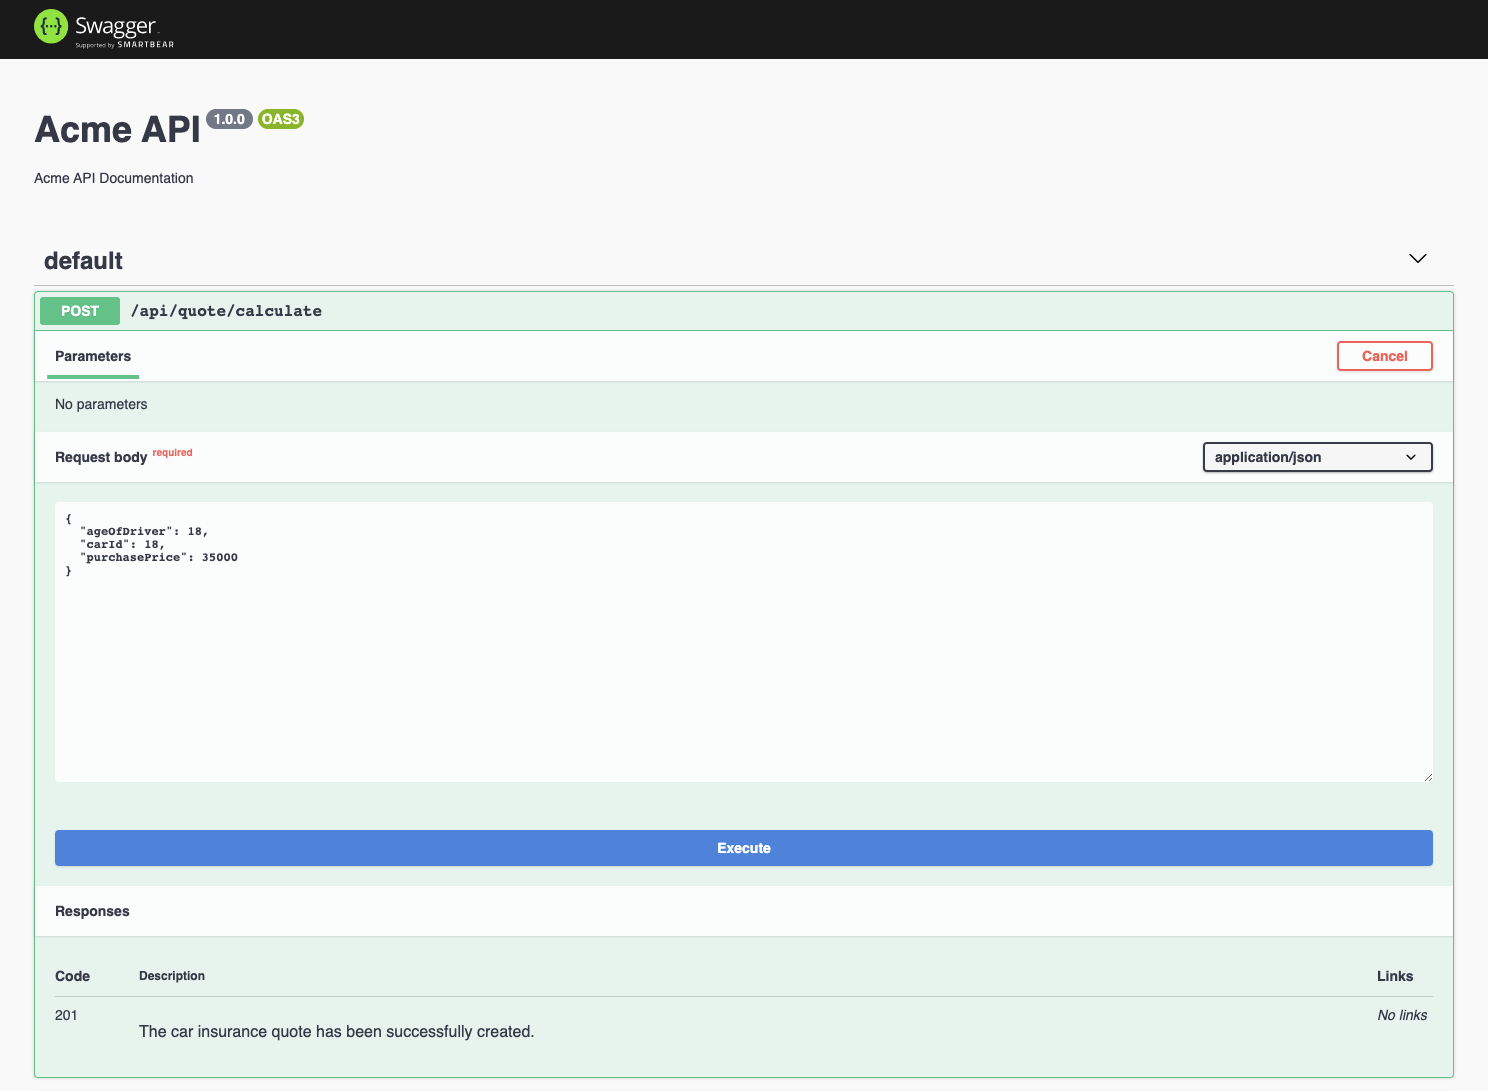 Swagger
Supported by SMARTBEAR
Acme API 1.0.0 OAS3
Acme API Documentation
default
POST /api/quote/calculate
Parameters Cancel
No parameters
Request body required application/json
{
"ageOfDriver": 18,
"carId": 18,
"purchasePrice": 35000
}
Execute
Responses
Code Description Links
201 No links
The car insurance quote has been successfully created.